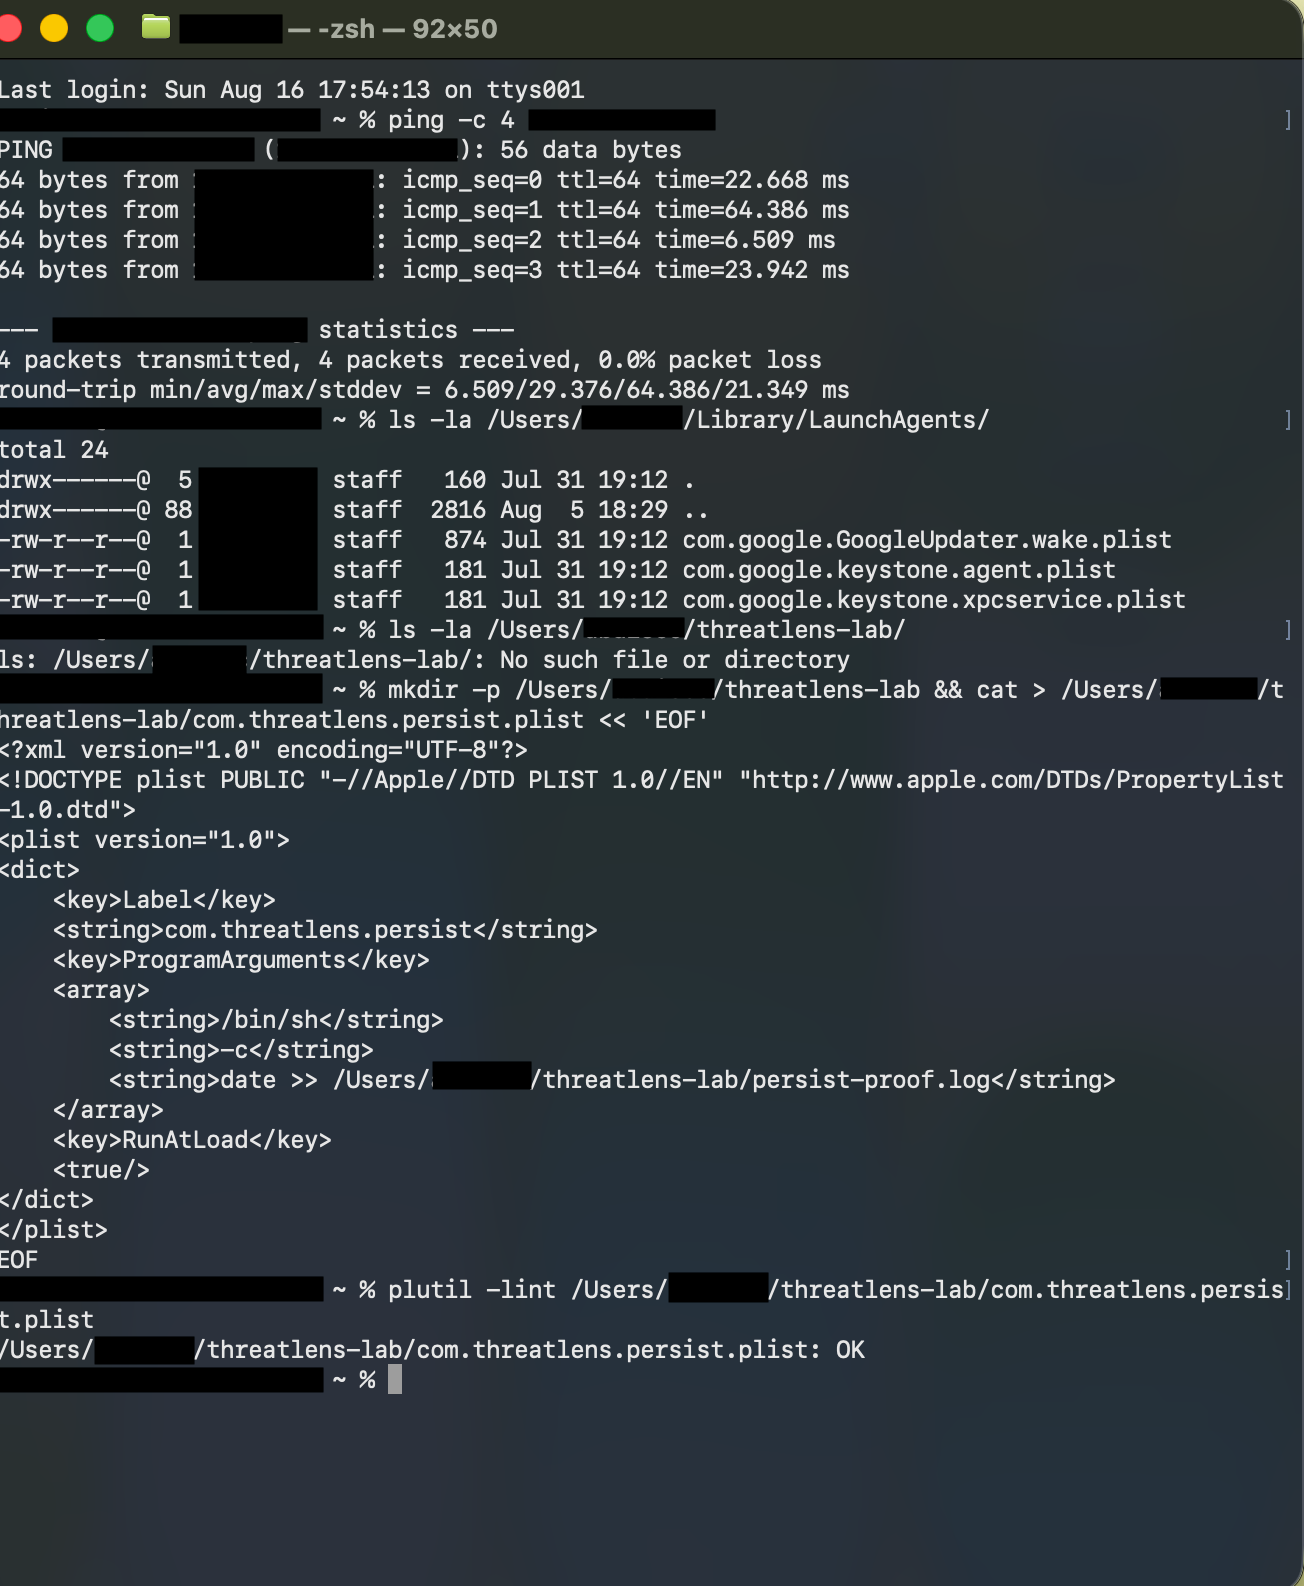 — -zsh — 92×50
Last login: Sun Aug 16 17:54:13 on ttys001
~ % ping -c 4 ]
PING ( ): 56 data bytes
64 bytes from : icmp_seq=0 ttl=64 time=22.668 ms
64 bytes from : icmp_seq=1 ttl=64 time=64.386 ms
64 bytes from : icmp_seq=2 ttl=64 time=6.509 ms
64 bytes from : icmp_seq=3 ttl=64 time=23.942 ms
--- statistics ---
4 packets transmitted, 4 packets received, 0.0% packet loss
round-trip min/avg/max/stddev = 6.509/29.376/64.386/21.349 ms
~ % ls -la /Users/ /Library/LaunchAgents/ ]
total 24
drwx------@ 5 staff 160 Jul 31 19:12 .
drwx------@ 88 staff 2816 Aug 5 18:29 ..
-rw-r--r--@ 1 staff 874 Jul 31 19:12 com.google.GoogleUpdater.wake.plist
-rw-r--r--@ 1 staff 181 Jul 31 19:12 com.google.keystone.agent.plist
-rw-r--r--@ 1 staff 181 Jul 31 19:12 com.google.keystone.xpcservice.plist
~ % ls -la /Users/ /threatlens-lab/ ]
ls: /Users/ /threatlens-lab/: No such file or directory
~ % mkdir -p /Users/ /threatlens-lab && cat > /Users/ /t
hreatlens-lab/com.threatlens.persist.plist << 'EOF'
<?xml version="1.0" encoding="UTF-8"?>
<!DOCTYPE plist PUBLIC "-//Apple//DTD PLIST 1.0//EN" "http://www.apple.com/DTDs/PropertyList
-1.0.dtd">
<plist version="1.0">
<dict>
    <key>Label</key>
    <string>com.threatlens.persist</string>
    <key>ProgramArguments</key>
    <array>
        <string>/bin/sh</string>
        <string>-c</string>
        <string>date >> /Users/ /threatlens-lab/persist-proof.log</string>
    </array>
    <key>RunAtLoad</key>
    <true/>
</dict>
</plist>
EOF ]
~ % plutil -lint /Users/ /threatlens-lab/com.threatlens.persis]
t.plist
/Users/ /threatlens-lab/com.threatlens.persist.plist: OK
~ %